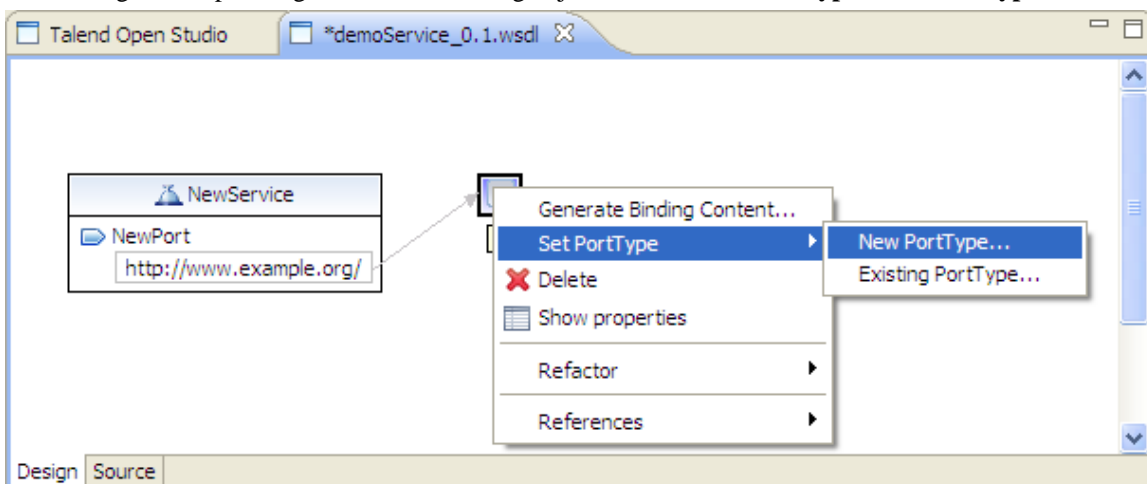 Talend Open Studio
*demoService_0.1.wsdl
NewService
NewPort
http://www.example.org/
Generate Binding Content...
Set PortType
New PortType...
Existing PortType...
Delete
Show properties
Refactor
References
Design
Source